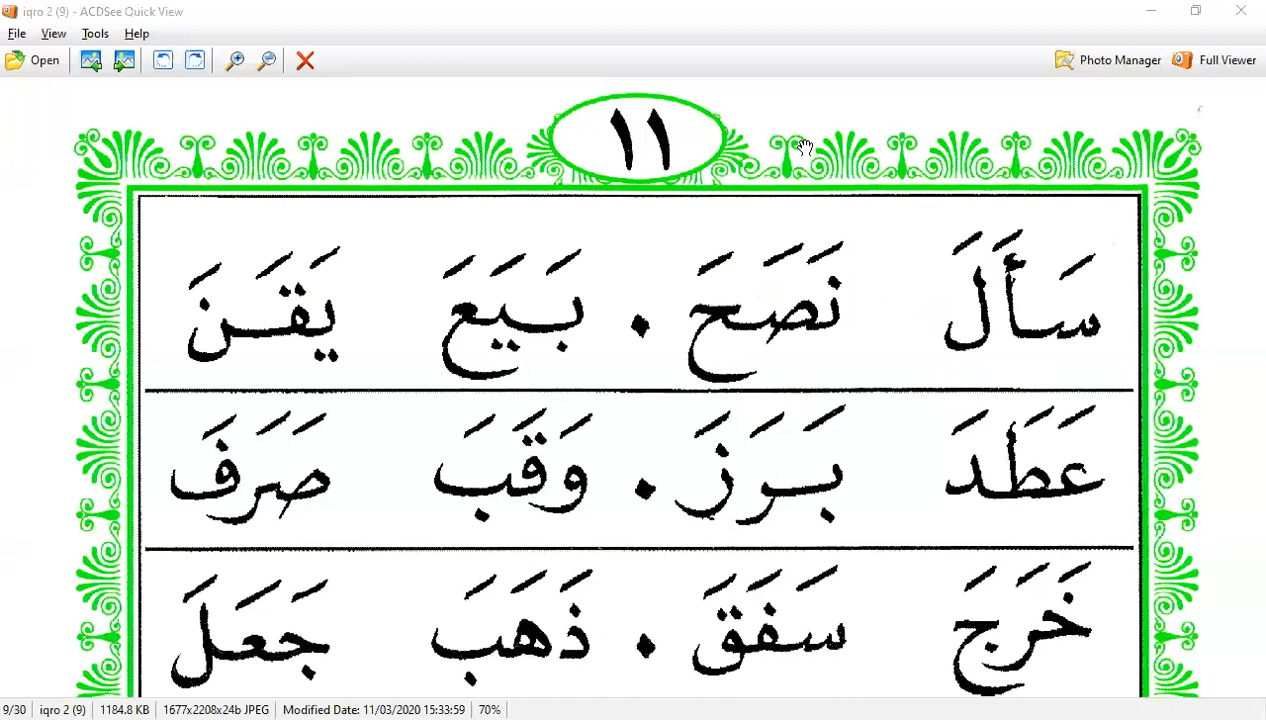 iqro 2 (9) - ACDSee Quick View
File View Tools Help
Open Photo Manager Full Viewer
١١
سَأَلَ نَصَحَ . بَيَعَ يَقَنَ
عَطَدَ بَرَزَ . وَقَبَ صَرَفَ
خَرَجَ سَفَقَ . ذَهَبَ جَعَلَ
9/30 iqro 2 (9) 1184.8 KB 1677x2208x24b JPEG Modified Date: 11/03/2020 15:33:59 70%